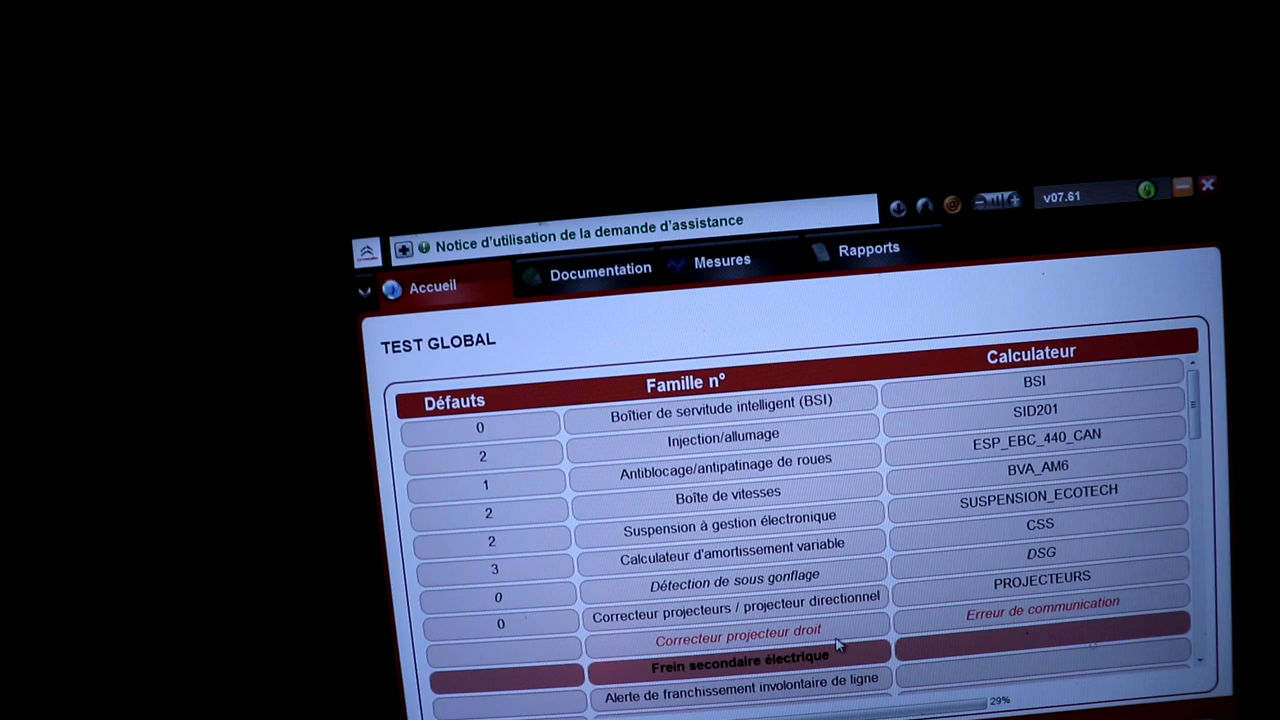 Notice d'utilisation de la demande d'assistance
v07.61
Accueil
Documentation
Mesures
Rapports
TEST GLOBAL
Défauts Famille n° Calculateur
0 Boîtier de servitude intelligent (BSI) BSI
2 Injection/allumage SID201
1 Antiblocage/antipatinage de roues ESP_EBC_440_CAN
2 Boîte de vitesses BVA_AM6
2 Suspension à gestion électronique SUSPENSION_ECOTECH
3 Calculateur d'amortissement variable CSS
0 Détection de sous gonflage DSG
0 Correcteur projecteurs / projecteur directionnel PROJECTEURS
Correcteur projecteur droit Erreur de communication
Frein secondaire électrique
Alerte de franchissement involontaire de ligne
29%